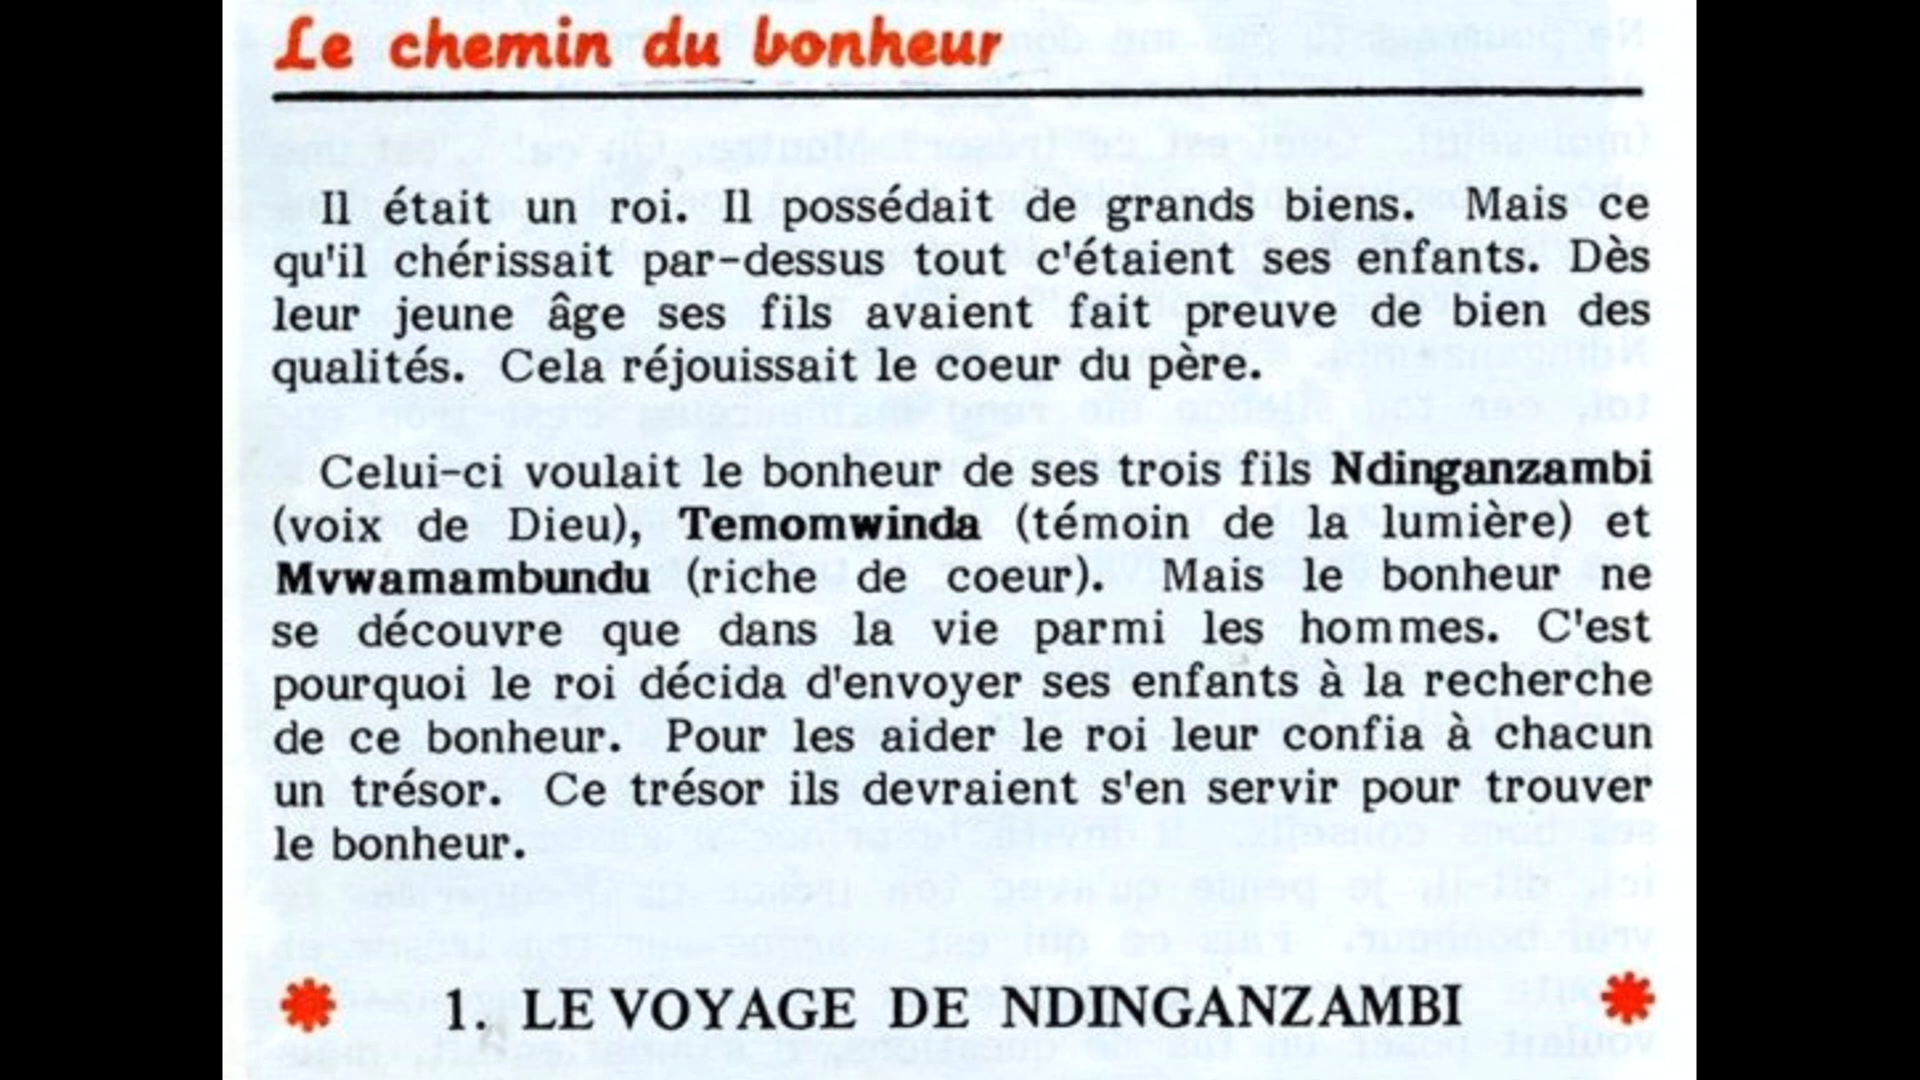 Le chemin du bonheur
Il était un roi. Il possédait de grands biens. Mais ce
qu'il chérissait par-dessus tout c'étaient ses enfants. Dès
leur jeune âge ses fils avaient fait preuve de bien des
qualités. Cela réjouissait le coeur du père.
Celui-ci voulait le bonheur de ses trois fils Ndinganzambi
(voix de Dieu), Temomwinda (témoin de la lumière) et
Mvwamambundu (riche de coeur). Mais le bonheur ne
se découvre que dans la vie parmi les hommes. C'est
pourquoi le roi décida d'envoyer ses enfants à la recherche
de ce bonheur. Pour les aider le roi leur confia à chacun
un trésor. Ce trésor ils devraient s'en servir pour trouver
le bonheur.
1. LE VOYAGE DE NDINGANZAMBI